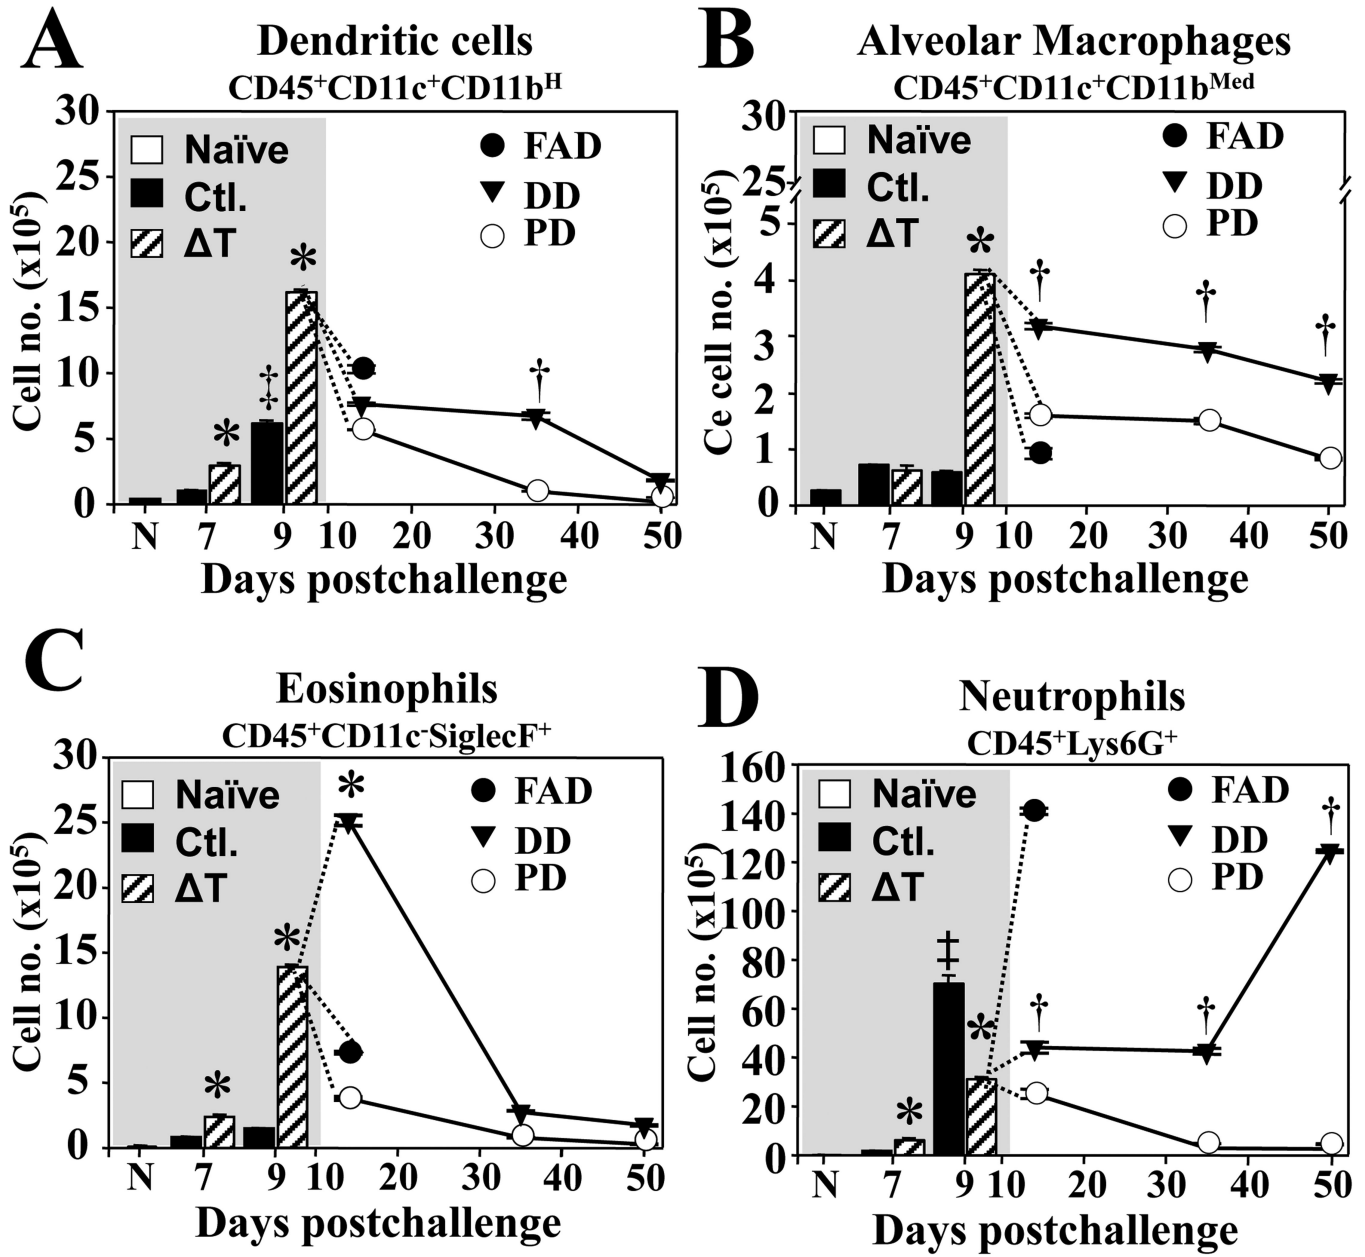 A
Dendritic cells
CD45⁺CD11c⁺CD11bᴴ
Cell no. (x10⁵)
30
25
20
15
10
5
0
Naïve
Ctl.
ΔT
FAD
DD
PD
*
‡
*
†
N 7 9 10 20 30 40 50
Days postchallenge
B
Alveolar Macrophages
CD45⁺CD11c⁺CD11bᴹᵉᵈ
Ce cell no. (x10⁵)
30
25
5
4
3
2
1
0
Naïve
Ctl.
ΔT
FAD
DD
PD
*
†
†
†
N 7 9 10 20 30 40 50
Days postchallenge
C
Eosinophils
CD45⁺CD11c⁻SiglecF⁺
Cell no. (x10⁵)
30
25
20
15
10
5
0
Naïve
Ctl.
ΔT
FAD
DD
PD
*
*
*
N 7 9 10 20 30 40 50
Days postchallenge
D
Neutrophils
CD45⁺Lys6G⁺
Cell no. (x10⁵)
160
140
120
100
80
60
40
20
0
Naïve
Ctl.
ΔT
FAD
DD
PD
*
‡
*
†
†
†
N 7 9 10 20 30 40 50
Days postchallenge